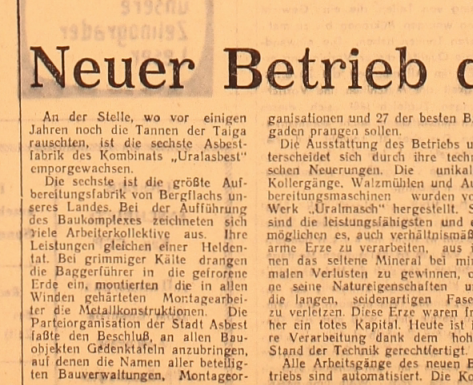 Neuer Betrieb d
An der Stelle, wo vor einigen
Jahren noch die Tannen der Taiga
rauschten, ist die sechste Asbest-
fabrik des Kombinats „Uralasbest"
emporgewachsen.
Die sechste ist die größte Auf-
bereitungsfabrik von Bergflachs un-
seres Landes. Bei der Aufführung
des Baukomplexes zeichneten sich
viele Arbeiterkollektive aus. Ihre
Leistungen gleichen einer Helden-
tat. Bei grimmiger Kälte drangen
die Baggerführer in die gefrorene
Erde ein, montierten die in allen
Winden gehärteten Montagearbei-
ter die Metallkonstruktionen. Die
Parteiorganisation der Stadt Asbest
faßte den Beschluß, an allen Bau-
objekten Gedenktafeln anzubringen,
auf denen die Namen aller beteilig-
ten Bauverwaltungen, Montageor-
ganisationen und 27 der besten B
gaden prangen sollen.
Die Ausstattung des Betriebs u
terscheidet sich durch ihre tech
schen Neuerungen. Die unikal
Kollergänge, Walzmühlen und A
bereitungsmaschinen wurden vo
Werk „Uralmasch" hergestellt. S
sind die leistungsfähigsten und
möglichen es, auch verhältnismäß
arme Erze zu verarbeiten, aus
nen das seltene Mineral bei mi
malen Verlusten zu gewinnen,
ne seine Natureigenschaften un
die langen, seidenartigen Fase
zu verletzen. Diese Erze waren fr
her ein totes Kapital. Heute ist
re Verarbeitung dank dem hoh
Stand der Technik gerechtfertigt.
Alle Arbeitsgänge des neuen B
triebs sind automatisiert. Die Ko